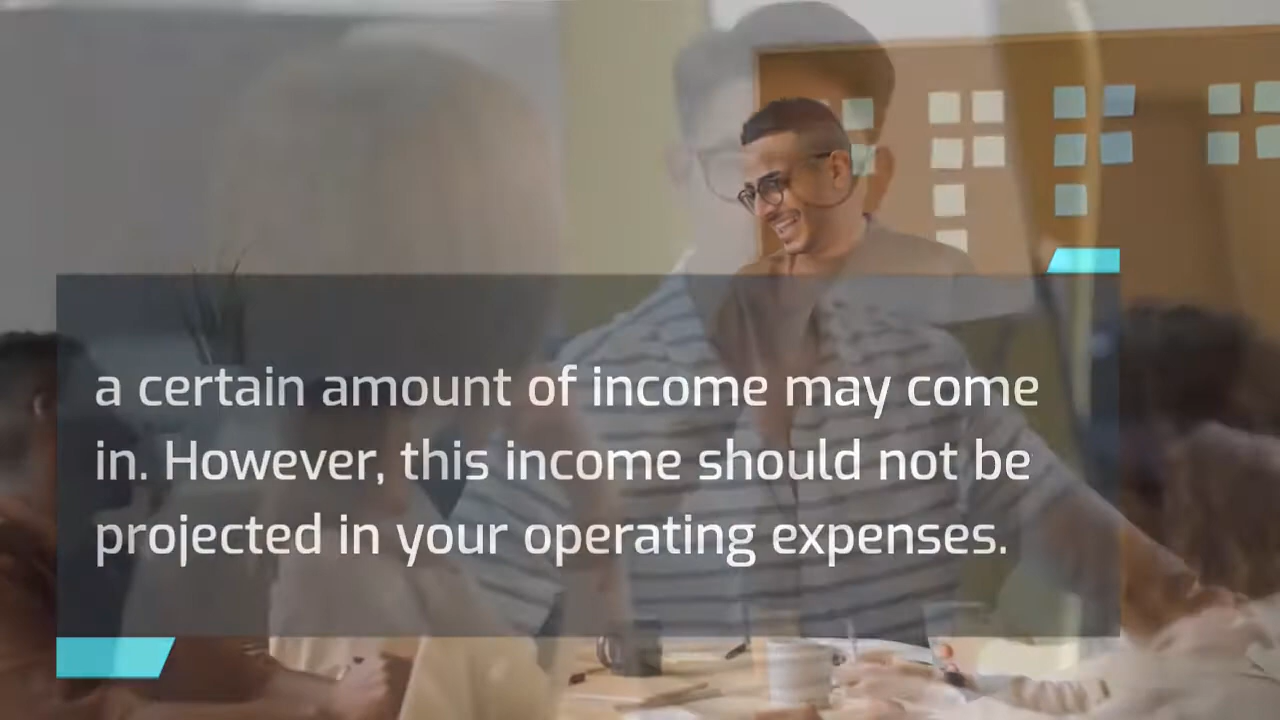 a certain amount of income may come
in. However, this income should not be
projected in your operating expenses.